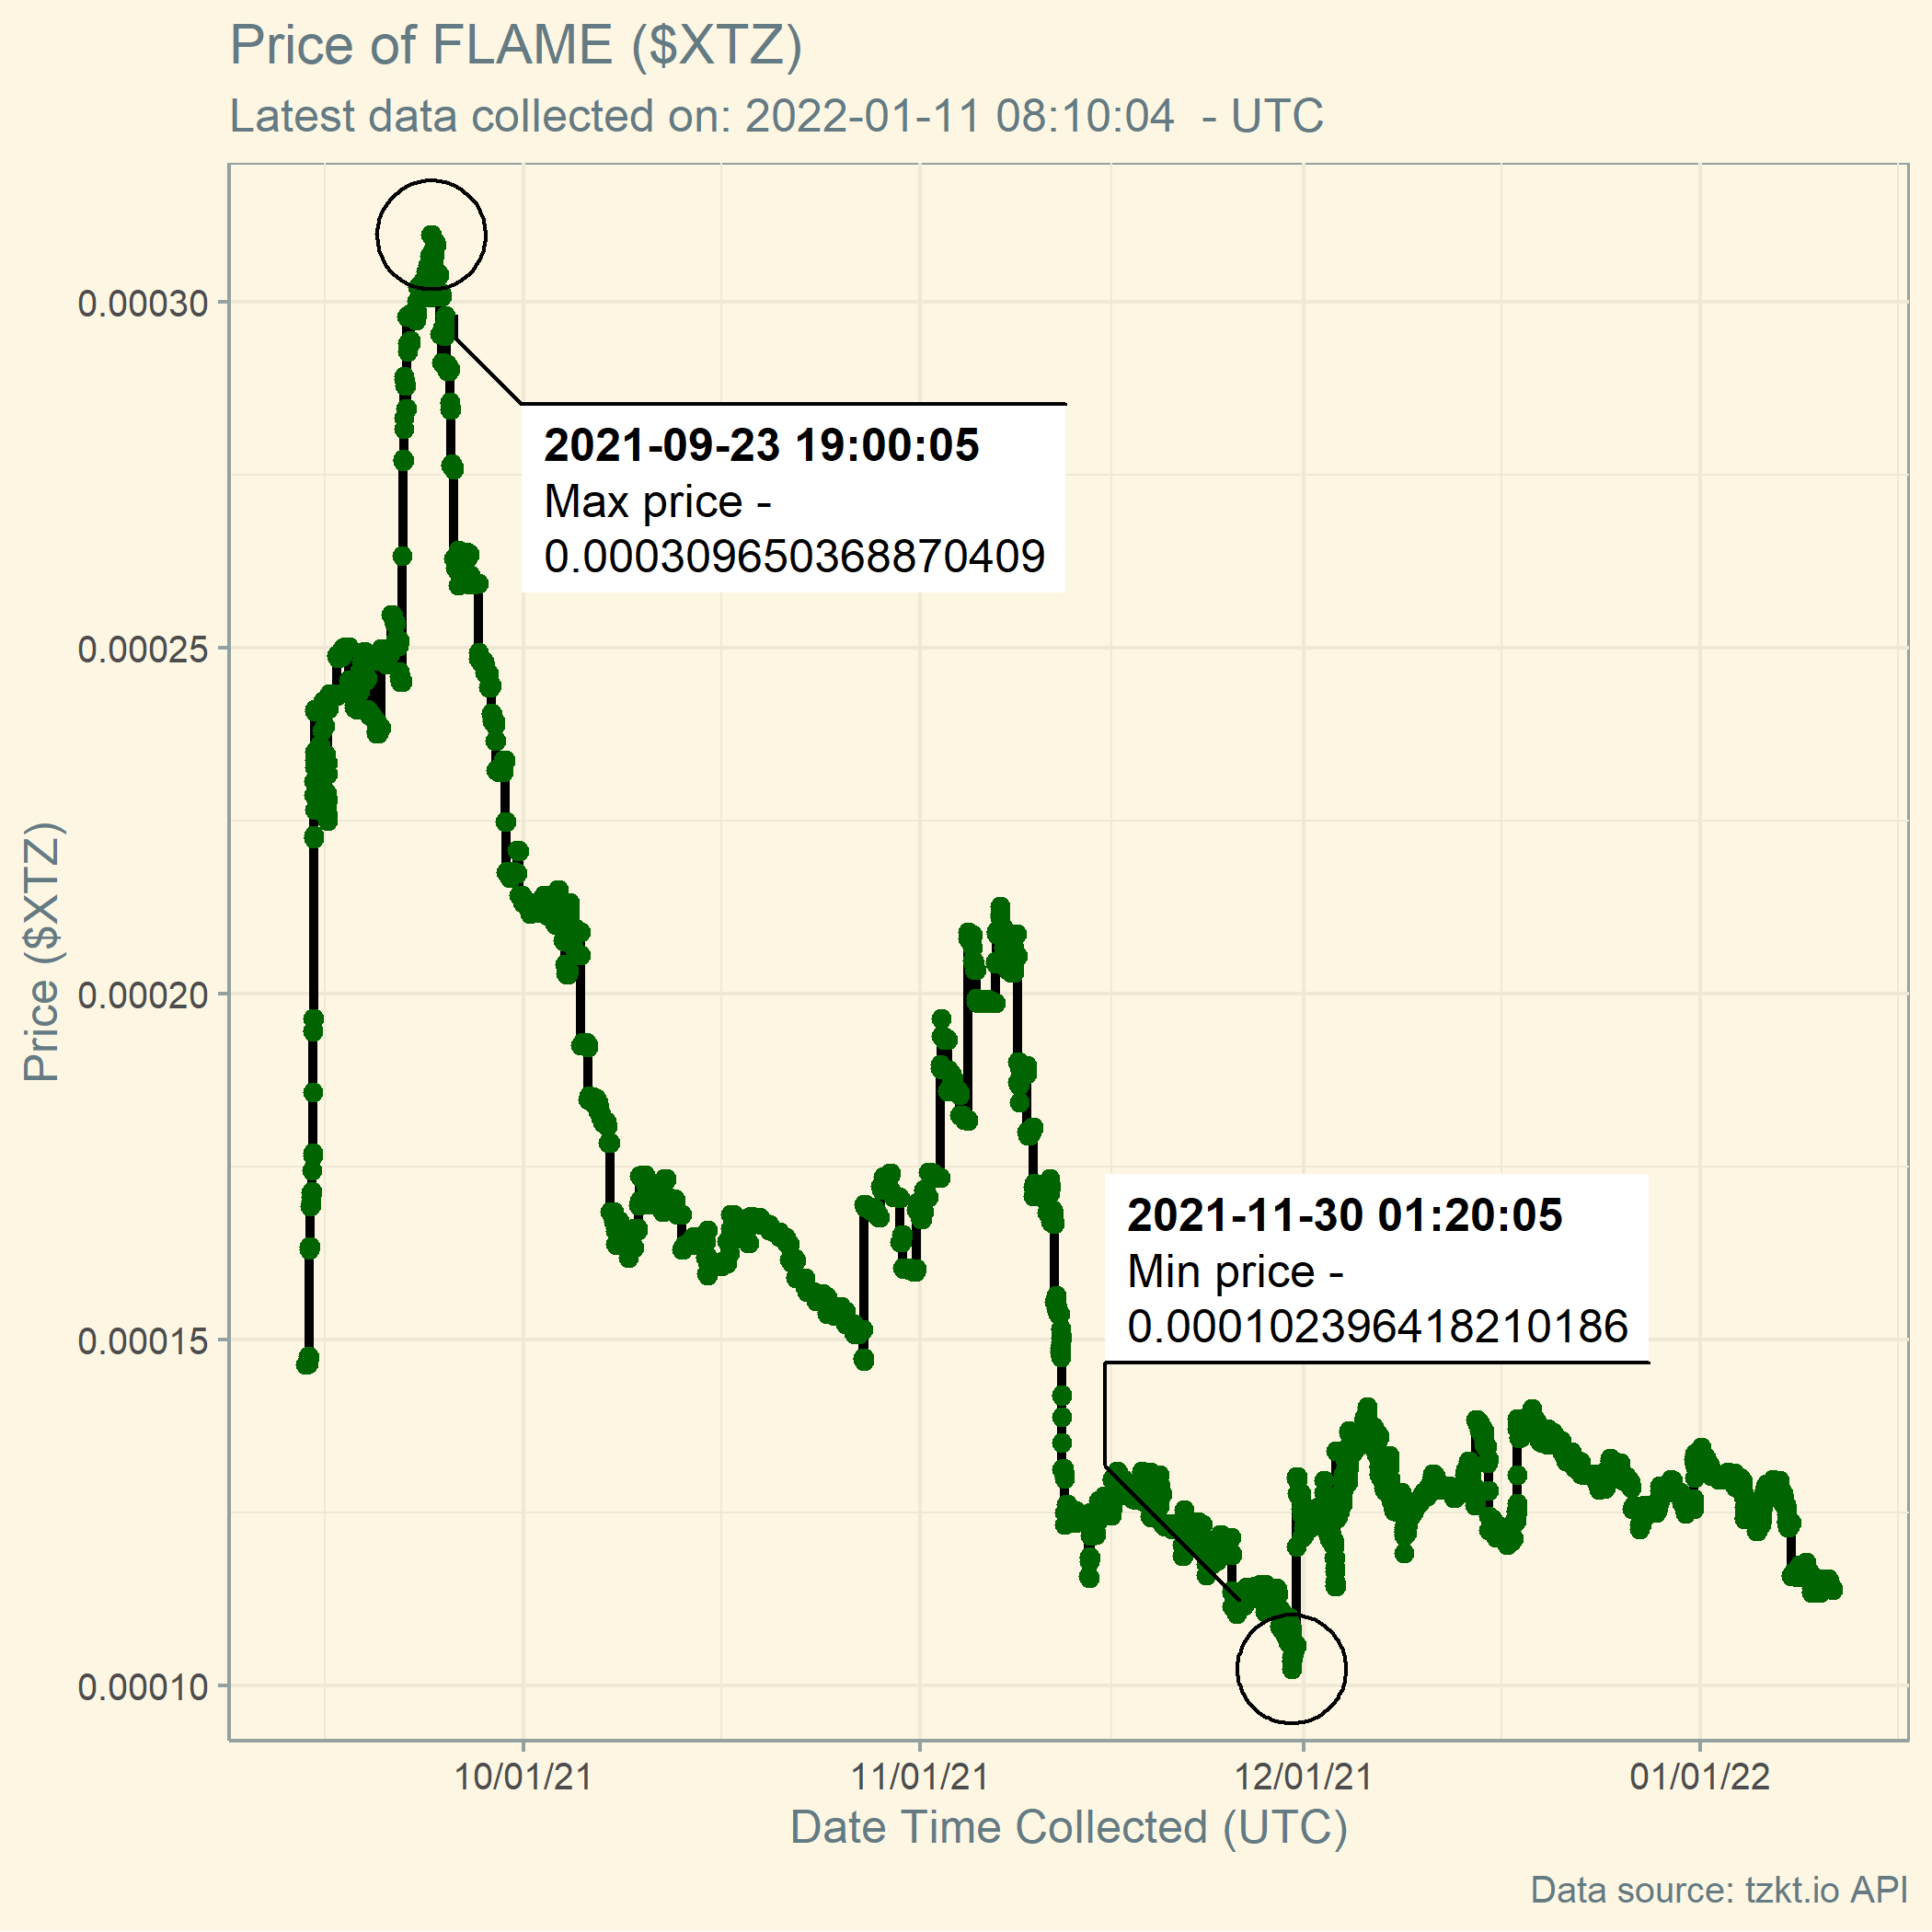 Price of FLAME ($XTZ)
Latest data collected on: 2022-01-11 08:10:04  - UTC
Price ($XTZ)
0.00030
0.00025
0.00020
0.00015
0.00010
2021-09-23 19:00:05
Max price -
0.000309650368870409
2021-11-30 01:20:05
Min price -
0.000102396418210186
10/01/21
11/01/21
12/01/21
01/01/22
Date Time Collected (UTC)
Data source: tzkt.io API